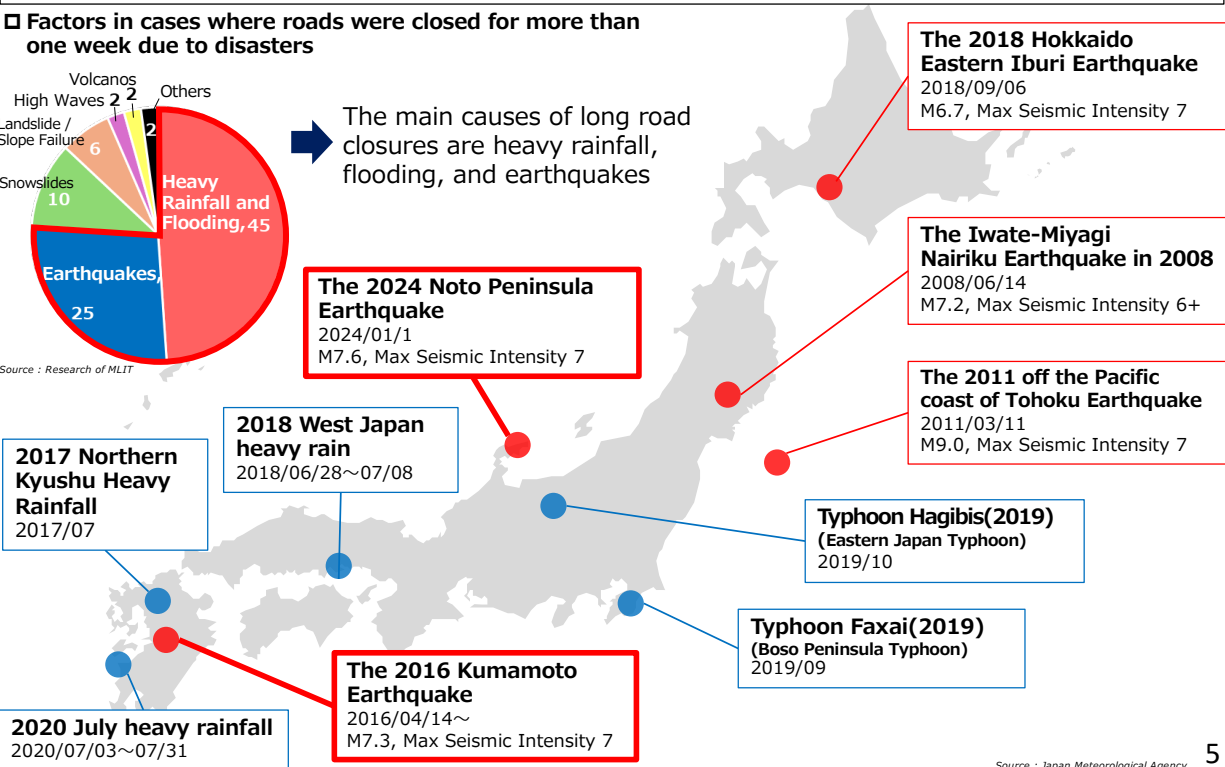 Factors in cases where roads were closed for more than
one week due to disasters
Volcanos
High Waves 2 2 Others
2
Landslide /
Slope Failure
6
Snowslides
10
Heavy
Rainfall and
Flooding,45
Earthquakes,
25
Source : Research of MLIT
The main causes of long road
closures are heavy rainfall,
flooding, and earthquakes
The 2018 Hokkaido
Eastern Iburi Earthquake
2018/09/06
M6.7, Max Seismic Intensity 7
The Iwate-Miyagi
Nairiku Earthquake in 2008
2008/06/14
M7.2, Max Seismic Intensity 6+
The 2024 Noto Peninsula
Earthquake
2024/01/1
M7.6, Max Seismic Intensity 7
The 2011 off the Pacific
coast of Tohoku Earthquake
2011/03/11
M9.0, Max Seismic Intensity 7
2018 West Japan
heavy rain
2018/06/28~07/08
2017 Northern
Kyushu Heavy
Rainfall
2017/07
Typhoon Hagibis(2019)
(Eastern Japan Typhoon)
2019/10
Typhoon Faxai(2019)
(Boso Peninsula Typhoon)
2019/09
The 2016 Kumamoto
Earthquake
2016/04/14~
M7.3, Max Seismic Intensity 7
2020 July heavy rainfall
2020/07/03~07/31
Source : Japan Meteorological Agency
5